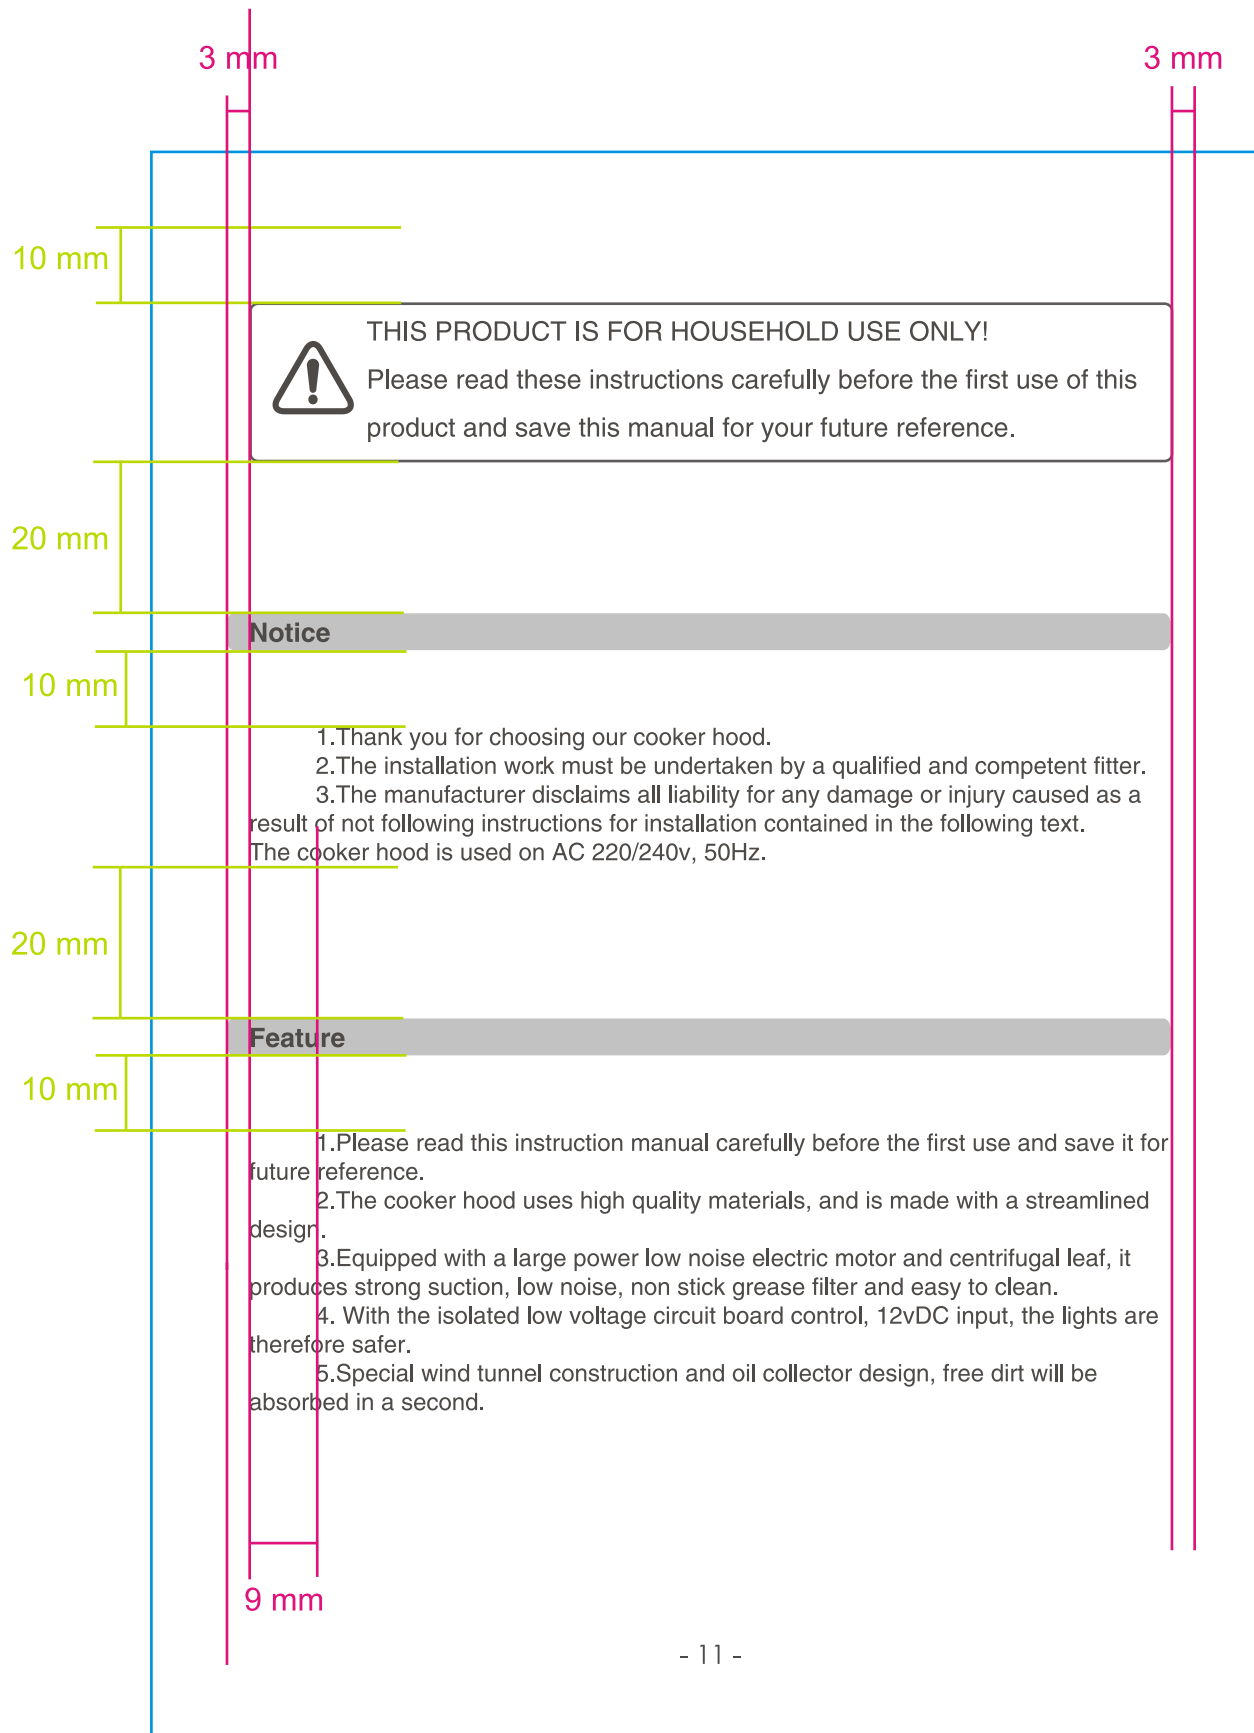 3 mm
3 mm
10 mm
THIS PRODUCT IS FOR HOUSEHOLD USE ONLY!
Please read these instructions carefully before the first use of this
product and save this manual for your future reference.
20 mm
Notice
10 mm
1.Thank you for choosing our cooker hood.
2.The installation work must be undertaken by a qualified and competent fitter.
3.The manufacturer disclaims all liability for any damage or injury caused as a
result of not following instructions for installation contained in the following text.
The cooker hood is used on AC 220/240v, 50Hz.
20 mm
Feature
10 mm
1.Please read this instruction manual carefully before the first use and save it for
future reference.
2.The cooker hood uses high quality materials, and is made with a streamlined
design.
3.Equipped with a large power low noise electric motor and centrifugal leaf, it
produces strong suction, low noise, non stick grease filter and easy to clean.
4. With the isolated low voltage circuit board control, 12vDC input, the lights are
therefore safer.
5.Special wind tunnel construction and oil collector design, free dirt will be
absorbed in a second.
9 mm
- 11 -